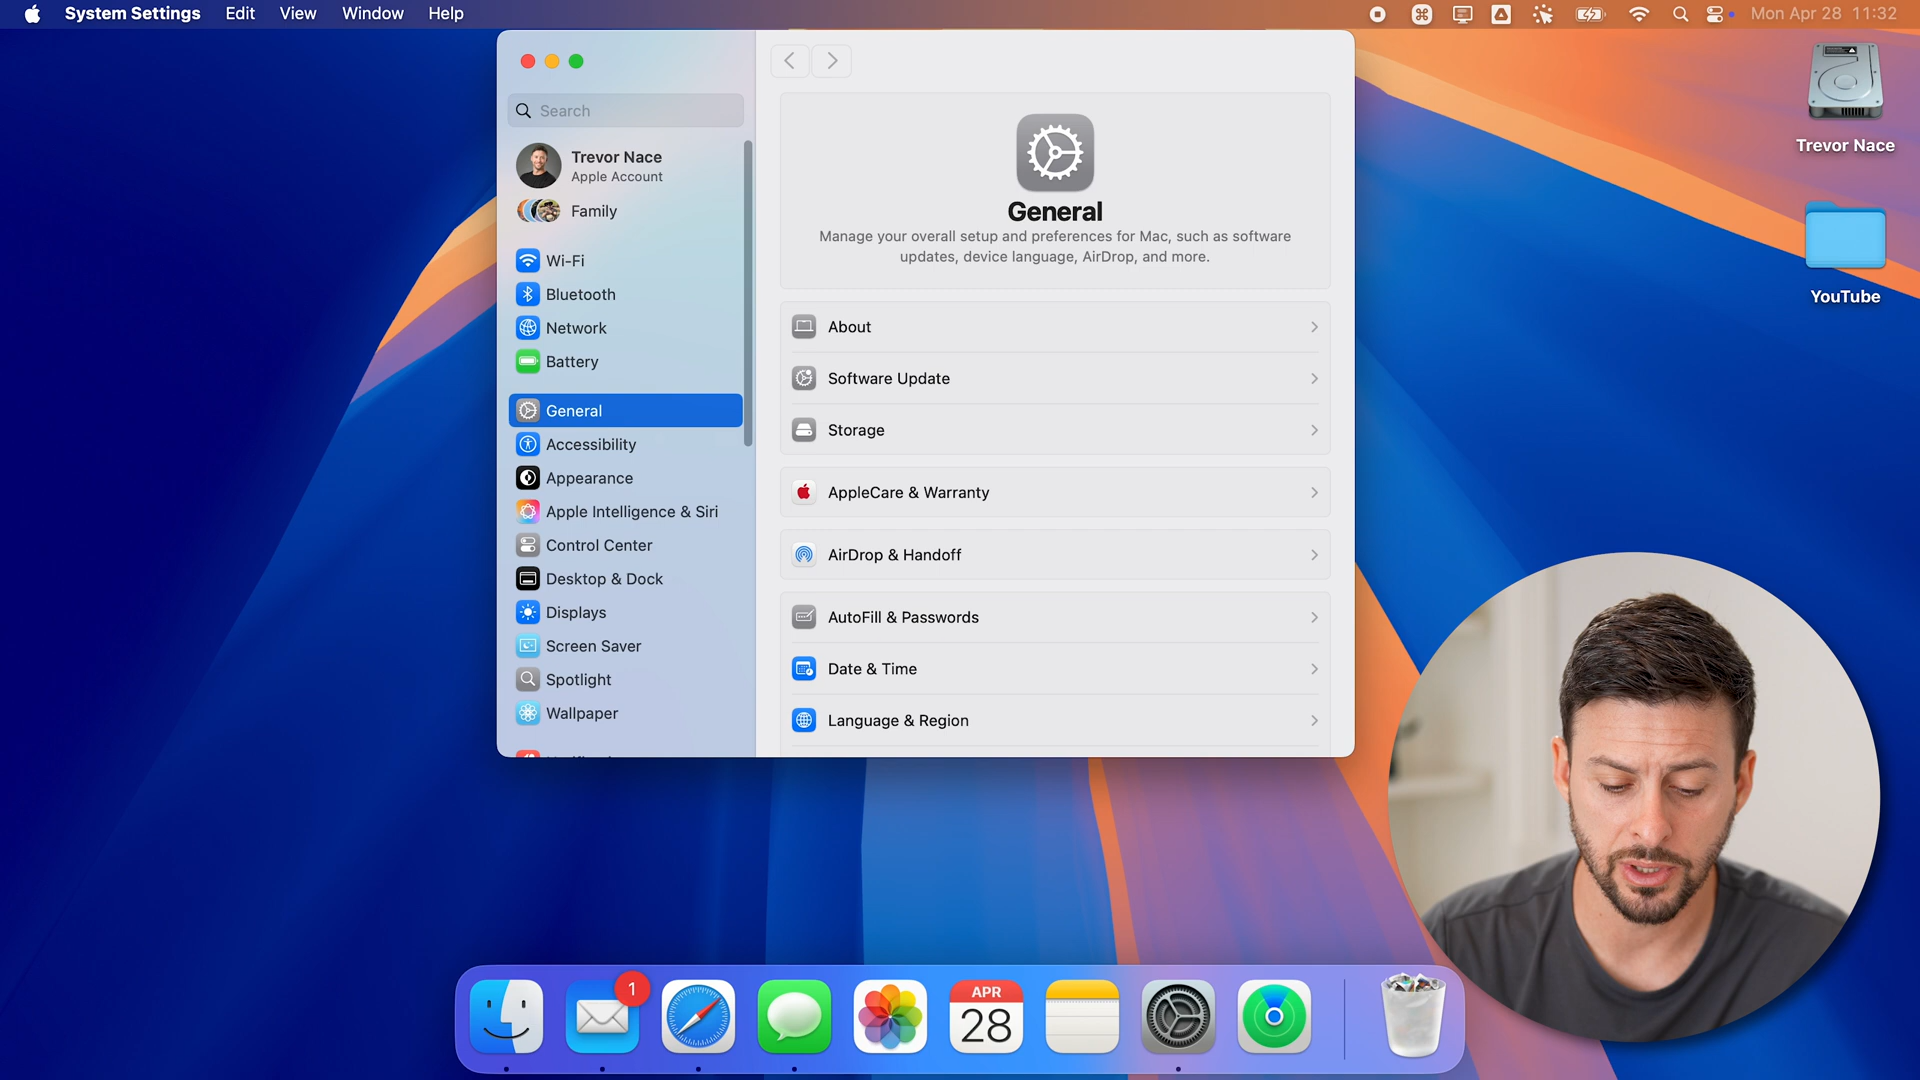 System Settings Edit View Window Help
Mon Apr 28 11:32
Search
Trevor Nace
Apple Account
Family
Wi-Fi
Bluetooth
Network
Battery
General
Accessibility
Appearance
Apple Intelligence & Siri
Control Center
Desktop & Dock
Displays
Screen Saver
Spotlight
Wallpaper
General
Manage your overall setup and preferences for Mac, such as software
updates, device language, AirDrop, and more.
About
Software Update
Storage
AppleCare & Warranty
AirDrop & Handoff
AutoFill & Passwords
Date & Time
Language & Region
Trevor Nace
YouTube
1
APR
28